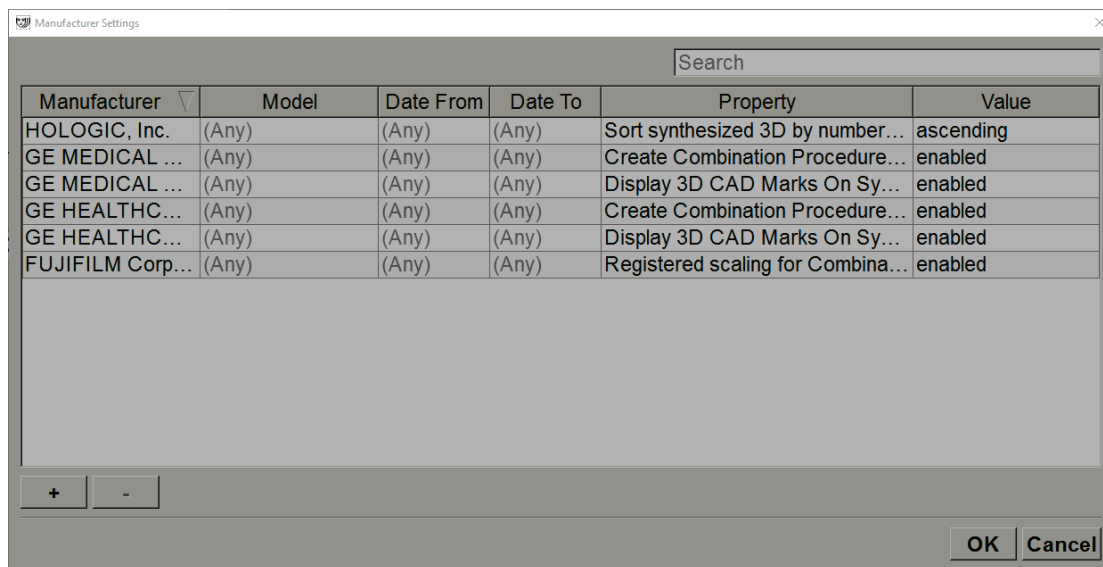 Manufacturer Settings
Search
Manufacturer Model Date From Date To Property Value
HOLOGIC, Inc. (Any) (Any) (Any) Sort synthesized 3D by number... ascending
GE MEDICAL ... (Any) (Any) (Any) Create Combination Procedure... enabled
GE MEDICAL ... (Any) (Any) (Any) Display 3D CAD Marks On Sy... enabled
GE HEALTHC... (Any) (Any) (Any) Create Combination Procedure... enabled
GE HEALTHC... (Any) (Any) (Any) Display 3D CAD Marks On Sy... enabled
FUJIFILM Corp... (Any) (Any) (Any) Registered scaling for Combina... enabled
+ -
OK Cancel